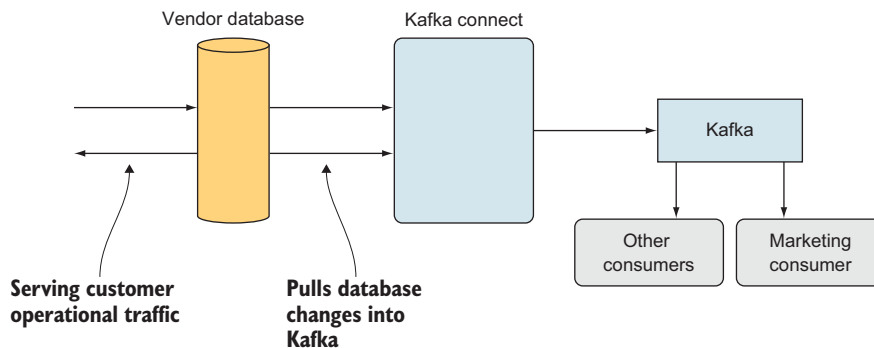 Vendor database
Kafka connect
Kafka
Other
consumers
Marketing
consumer
Serving customer
operational traffic
Pulls database
changes into
Kafka